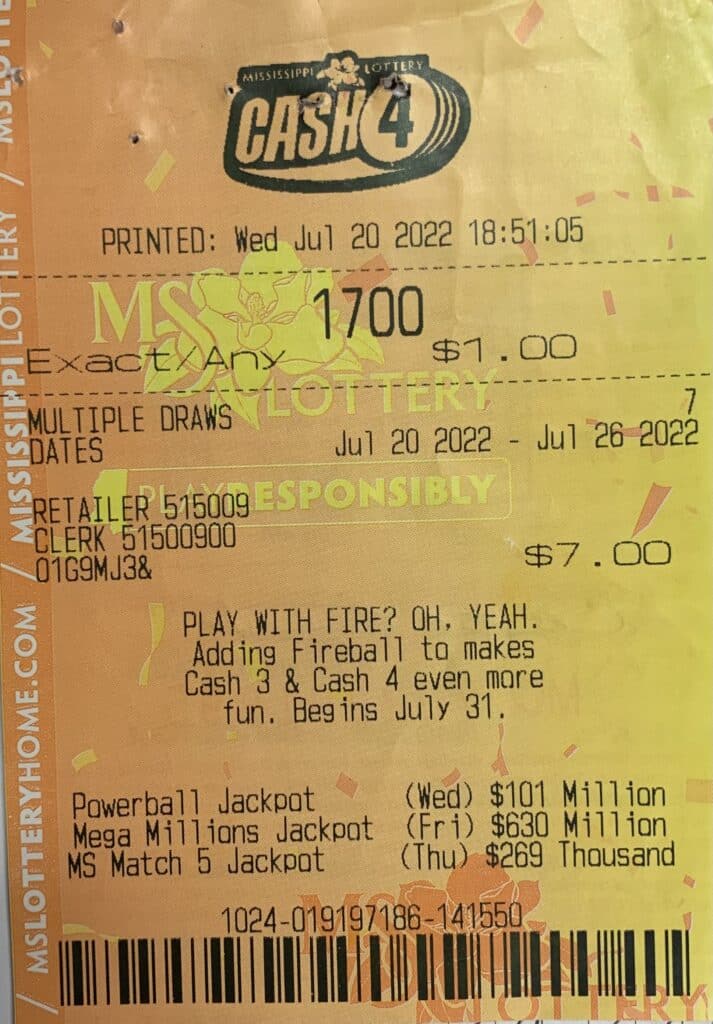 MISSISSIPPI LOTTERY
CASH 4
PRINTED: Wed Jul 20 2022 18:51:05
1700
Exact/Any $1.00
MS
LOTTERY
MULTIPLE DRAWS 7
DATES Jul 20 2022 - Jul 26 2022
PLAY RESPONSIBLY
RETAILER 515009
CLERK 51500900
01G9MJ3&
$7.00
PLAY WITH FIRE? OH, YEAH.
Adding Fireball to makes
Cash 3 & Cash 4 even more
fun. Begins July 31.
Powerball Jackpot (Wed) $101 Million
Mega Millions Jackpot (Fri) $630 Million
MS Match 5 Jackpot (Thu) $269 Thousand
1024-019197186-141550
MS
LOTTERY
/ MSLOTTERYHOME.COM / MISSISSIPPI LOTTERY / MSLOTTE